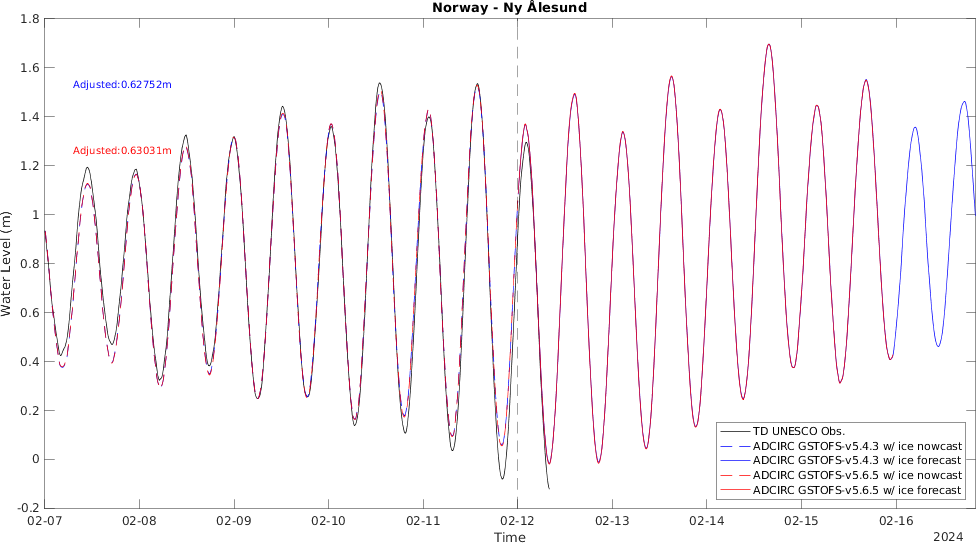 Norway - Ny Ålesund
1.8
1.6
1.4
1.2
1
0.8
0.6
0.4
0.2
0
-0.2
Water Level (m)
Adjusted:0.62752m
Adjusted:0.63031m
TD UNESCO Obs.
ADCIRC GSTOFS-v5.4.3 w/ ice nowcast
ADCIRC GSTOFS-v5.4.3 w/ ice forecast
ADCIRC GSTOFS-v5.6.5 w/ ice nowcast
ADCIRC GSTOFS-v5.6.5 w/ ice forecast
02-07 02-08 02-09 02-10 02-11 02-12 02-13 02-14 02-15 02-16
Time
2024